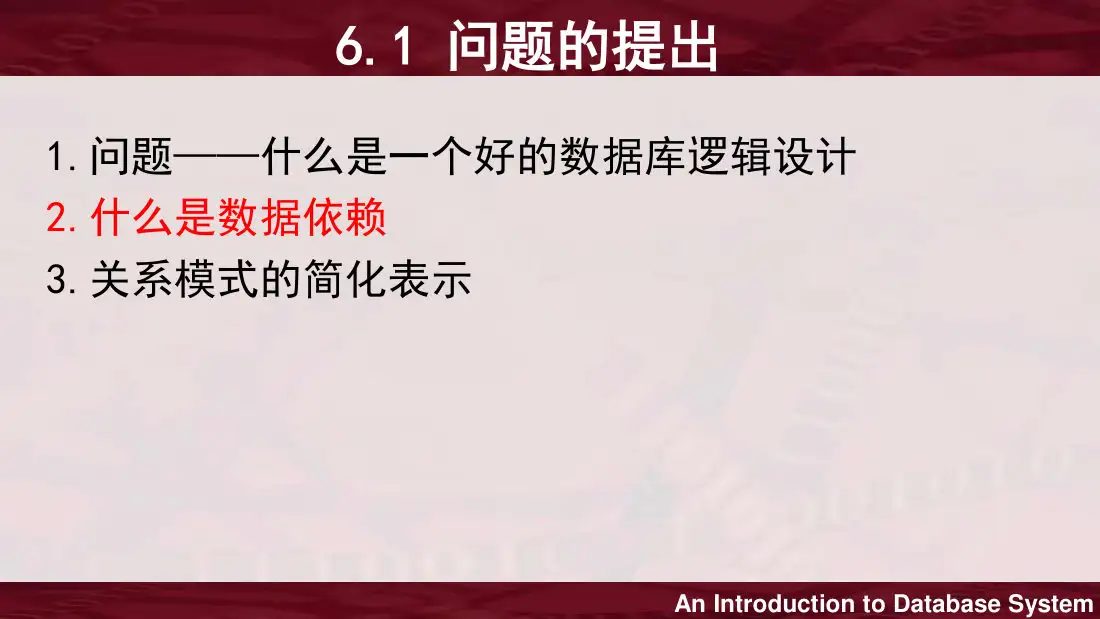 6.1 问题的提出
1.问题——什么是一个好的数据库逻辑设计
2.什么是数据依赖
3.关系模式的简化表示
An Introduction to Database System